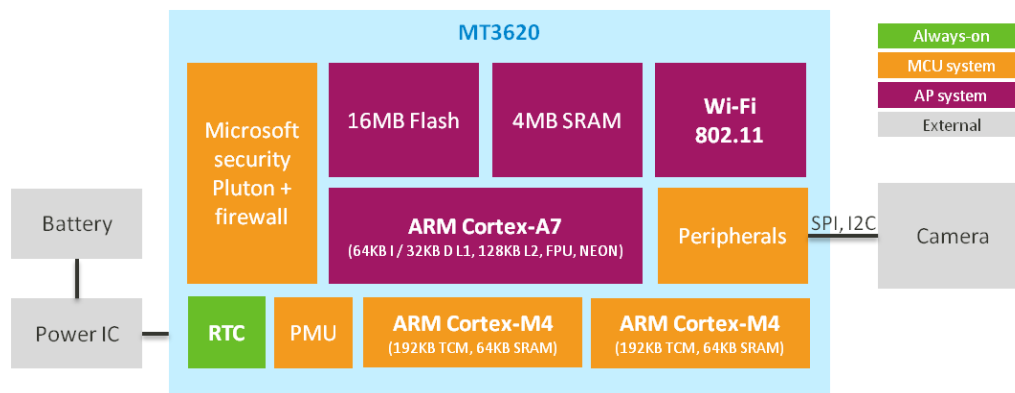 MT3620
Always-on
MCU system
AP system
External
Microsoft
security
Pluton +
firewall
16MB Flash
4MB SRAM
Wi-Fi
802.11
Battery
ARM Cortex-A7
(64KB I / 32KB D L1, 128KB L2, FPU, NEON)
Peripherals
SPI, I2C
Camera
Power IC
RTC
PMU
ARM Cortex-M4
(192KB TCM, 64KB SRAM)
ARM Cortex-M4
(192KB TCM, 64KB SRAM)